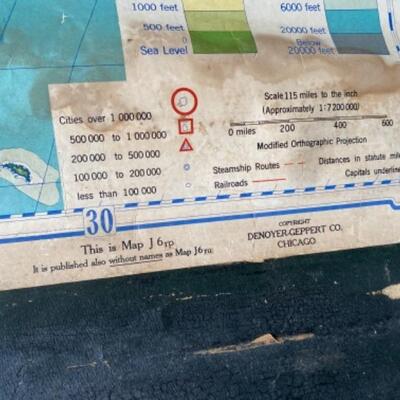 1000 feet
500 feet
0
Sea Level
6000 feet
20000 feet
Below
20000 feet
Cities over 1 000 000
500 000 to 1 000 000
200 000 to 500 000
100 000 to 200 000
less than 100 000
Scale 115 miles to the inch
(Approximately 1:7 200 000)
0 miles 200 400 600
Modified Orthographic Projection
Steamship Routes
Distances in statute mile
Railroads
Capitals underline
30
This is Map J 6rp
It is published also without names as Map J6ru
COPYRIGHT
DENOYER-GEPPERT CO.
CHICAGO